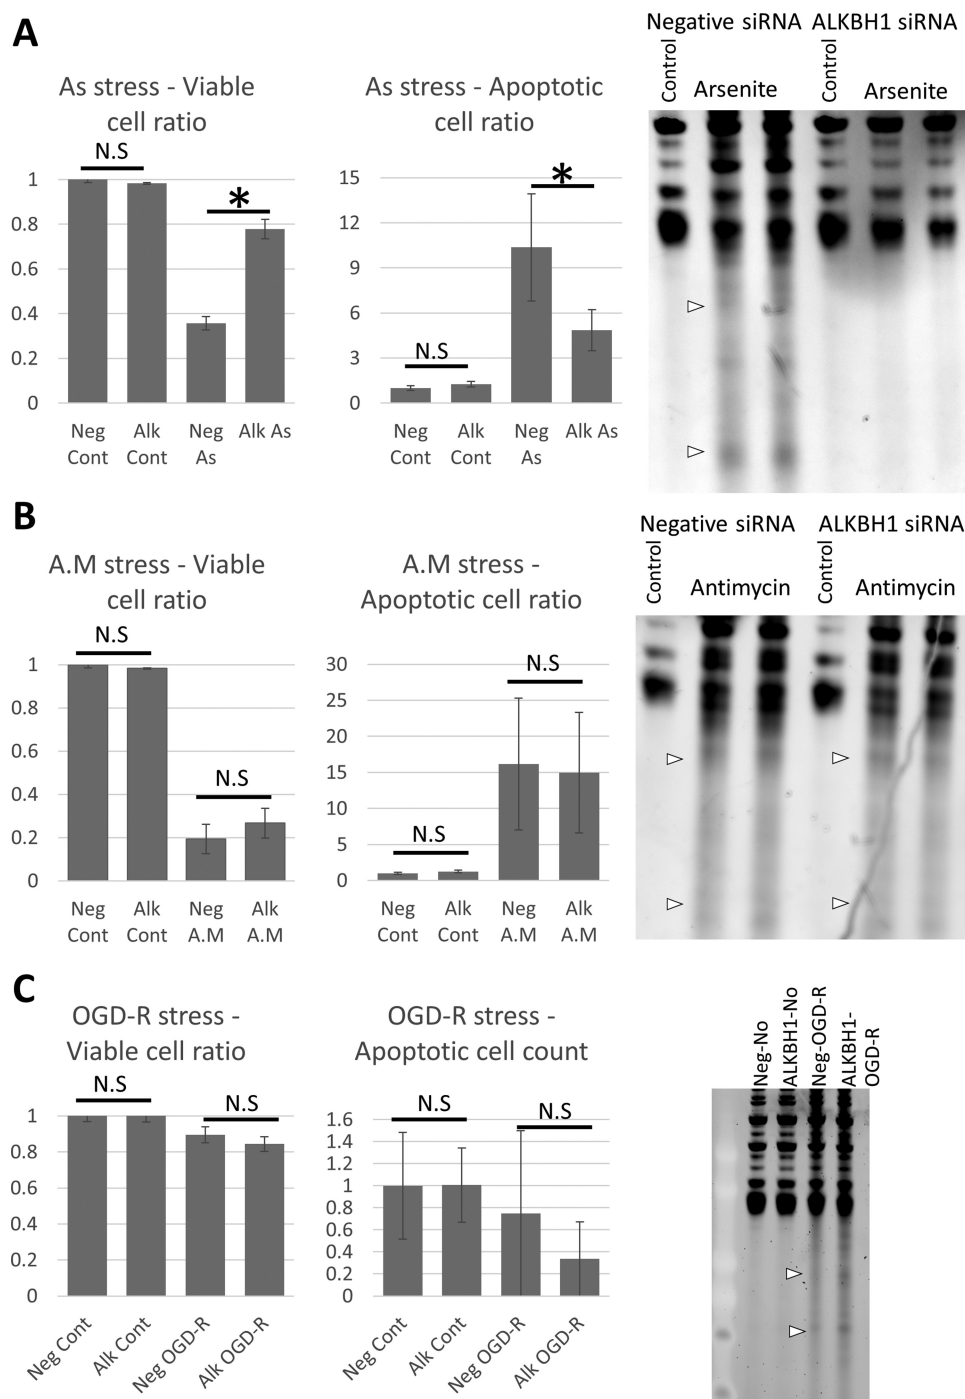 A
As stress - Viable
cell ratio
N.S
*
1
0.8
0.6
0.4
0.2
0
Neg
Cont
Alk
Cont
Neg
As
Alk As
As stress - Apoptotic
cell ratio
*
N.S
15
12
9
6
3
0
Neg
Cont
Alk
Cont
Neg
As
Alk As
Negative siRNA
ALKBH1 siRNA
Control
Arsenite
Control
Arsenite
B
A.M stress - Viable
cell ratio
N.S
N.S
1
0.8
0.6
0.4
0.2
0
Neg
Cont
Alk
Cont
Neg
A.M
Alk
A.M
A.M stress -
Apoptotic cell ratio
N.S
N.S
30
25
20
15
10
5
0
Neg
Cont
Alk
Cont
Neg
A.M
Alk
A.M
Negative siRNA
ALKBH1 siRNA
Control
Antimycin
Control
Antimycin
C
OGD-R stress -
Viable cell ratio
N.S
N.S
1
0.8
0.6
0.4
0.2
0
Neg Cont
Alk Cont
Neg OGD-R
Alk OGD-R
OGD-R stress -
Apoptotic cell count
N.S
N.S
1.6
1.4
1.2
1
0.8
0.6
0.4
0.2
0
Neg Cont
Alk Cont
Neg OGD-R
Alk OGD-R
Neg-No
ALKBH1-No
Neg-OGD-R
ALKBH1-
OGD-R